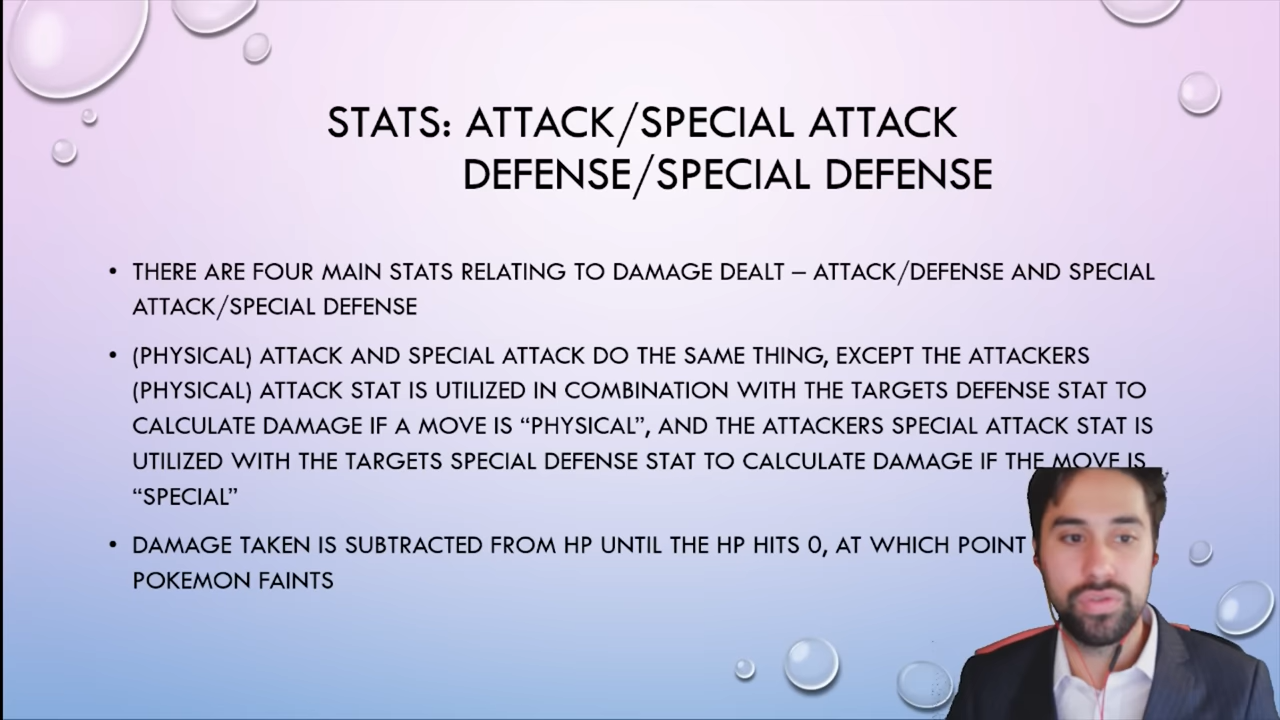 STATS: ATTACK/SPECIAL ATTACK
DEFENSE/SPECIAL DEFENSE
• THERE ARE FOUR MAIN STATS RELATING TO DAMAGE DEALT – ATTACK/DEFENSE AND SPECIAL
ATTACK/SPECIAL DEFENSE
• (PHYSICAL) ATTACK AND SPECIAL ATTACK DO THE SAME THING, EXCEPT THE ATTACKERS
(PHYSICAL) ATTACK STAT IS UTILIZED IN COMBINATION WITH THE TARGETS DEFENSE STAT TO
CALCULATE DAMAGE IF A MOVE IS “PHYSICAL”, AND THE ATTACKERS SPECIAL ATTACK STAT IS
UTILIZED WITH THE TARGETS SPECIAL DEFENSE STAT TO CALCULATE DAMAGE IF THE MOVE IS
“SPECIAL”
• DAMAGE TAKEN IS SUBTRACTED FROM HP UNTIL THE HP HITS 0, AT WHICH POINT
POKEMON FAINTS